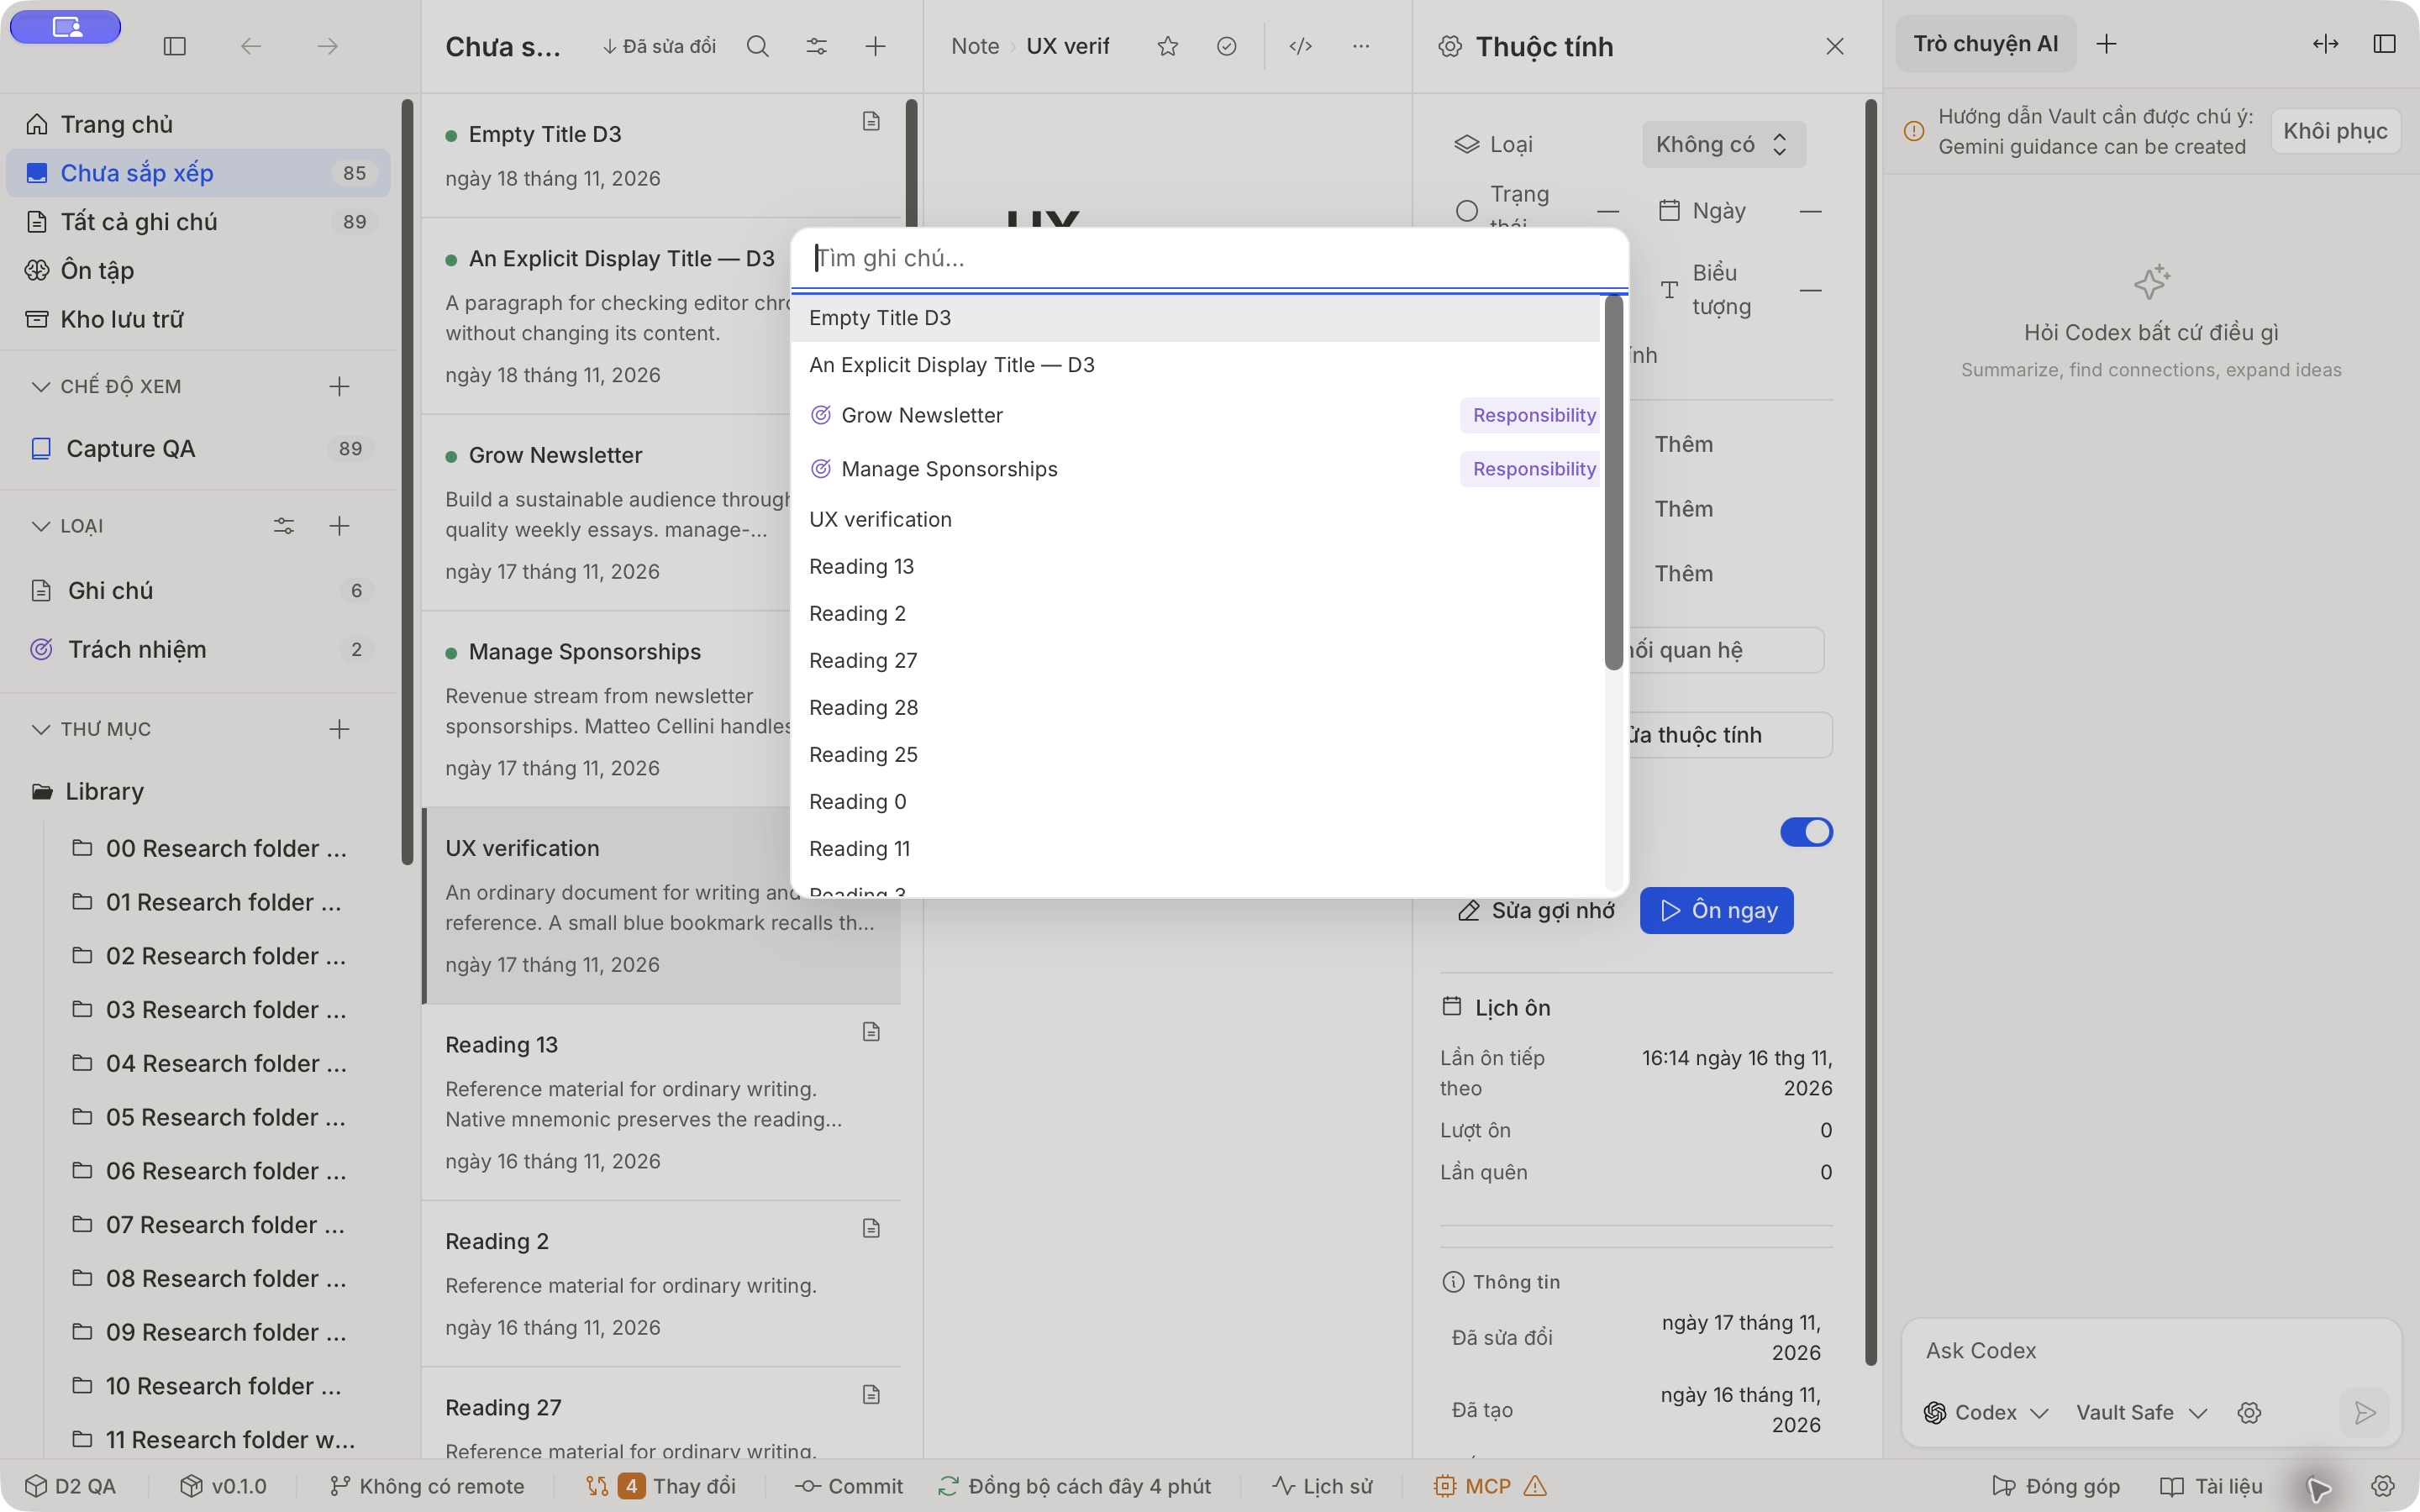 Trang chủ
Chưa sắp xếp 85
Tất cả ghi chú 89
Ôn tập
Kho lưu trữ
CHẾ ĐỘ XEM
Capture QA 89
LOẠI
Ghi chú 6
Trách nhiệm 2
THƯ MỤC
Library
00 Research folder ...
01 Research folder ...
02 Research folder ...
03 Research folder ...
04 Research folder ...
05 Research folder ...
06 Research folder ...
07 Research folder ...
08 Research folder ...
09 Research folder ...
10 Research folder ...
11 Research folder w...
Chưa s... Đã sửa đổi
Empty Title D3
ngày 18 tháng 11, 2026
An Explicit Display Title — D3
A paragraph for checking editor
without changing its content.
ngày 18 tháng 11, 2026
Grow Newsletter
Build a sustainable audience through
quality weekly essays. manage-...
ngày 17 tháng 11, 2026
Manage Sponsorships
Revenue stream from newsletter
sponsorships. Matteo Cellini handles
ngày 17 tháng 11, 2026
UX verification
An ordinary document for writing and
reference. A small blue bookmark recalls th...
ngày 17 tháng 11, 2026
Reading 13
Reference material for ordinary writing.
Native mnemonic preserves the reading...
ngày 16 tháng 11, 2026
Reading 2
Reference material for ordinary writing.
ngày 16 tháng 11, 2026
Reading 27
Reference material for ordinary writing.
Note › UX verif
UX
Tìm ghi chú...
Empty Title D3
An Explicit Display Title — D3
Grow Newsletter Responsibility
Manage Sponsorships Responsibility
UX verification
Reading 13
Reading 2
Reading 27
Reading 28
Reading 25
Reading 0
Reading 11
Reading 3
Thuộc tính
Loại Không có
Trạng
thái — Ngày —
Biểu
tượng —
Thêm
Thêm
Thêm
quan hệ
thuộc tính
Sửa gợi nhớ Ôn ngay
Lịch ôn
Lần ôn tiếp
theo
16:14 ngày 16 thg 11,
2026
Lượt ôn 0
Lần quên 0
Thông tin
Đã sửa đổi
ngày 17 tháng 11,
2026
Đã tạo
ngày 16 tháng 11,
2026
Trò chuyện AI
Hướng dẫn Vault cần được chú ý:
Gemini guidance can be created
Khôi phục
Hỏi Codex bất cứ điều gì
Summarize, find connections, expand ideas
Ask Codex
Codex Vault Safe
D2 QA v0.1.0 Không có remote 4 Thay đổi Commit Đồng bộ cách đây 4 phút Lịch sử MCP Đóng góp Tài liệu